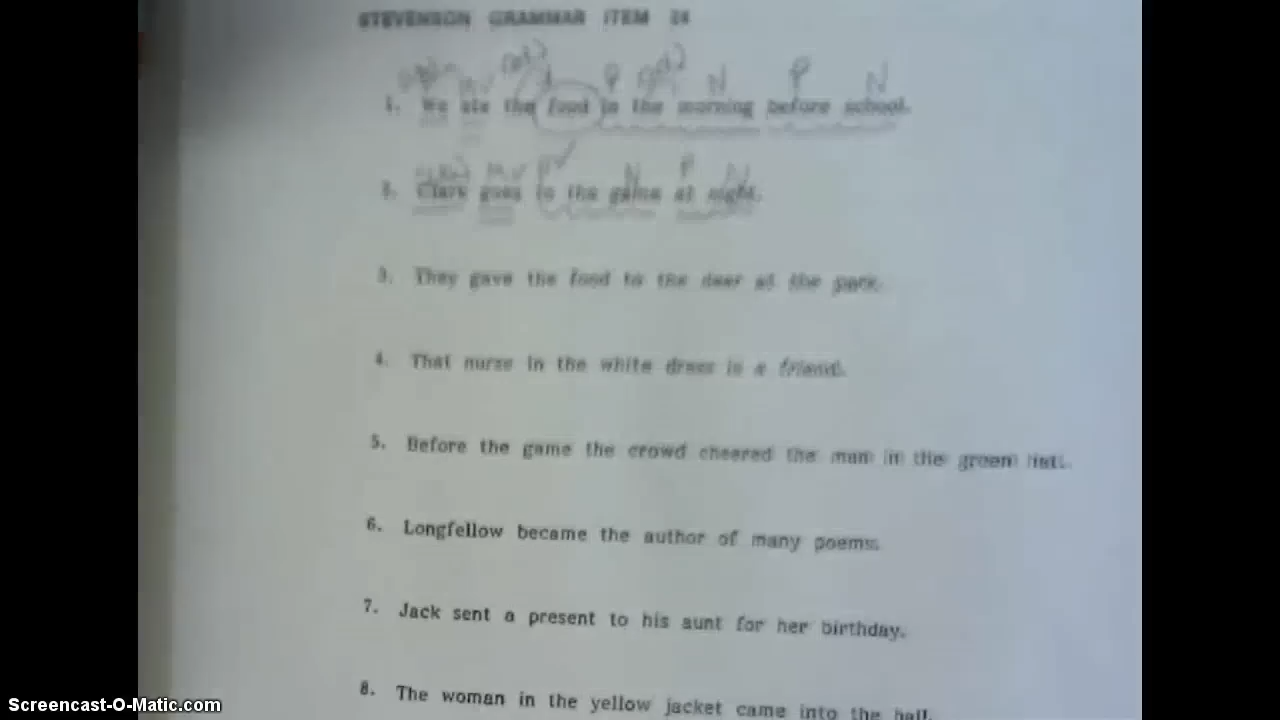 STEVENSON GRAMMAR ITEM 24
P N P N
1. We ate the food in the morning before school.
N P N
2. Clark goes to the game at night.
3. They gave the food to the deer at the park.
4. That nurse in the white dress is a friend.
5. Before the game the crowd cheered the man in the green hat.
6. Longfellow became the author of many poems.
7. Jack sent a present to his aunt for her birthday.
8. The woman in the yellow jacket came into the hall.
Screencast-O-Matic.com